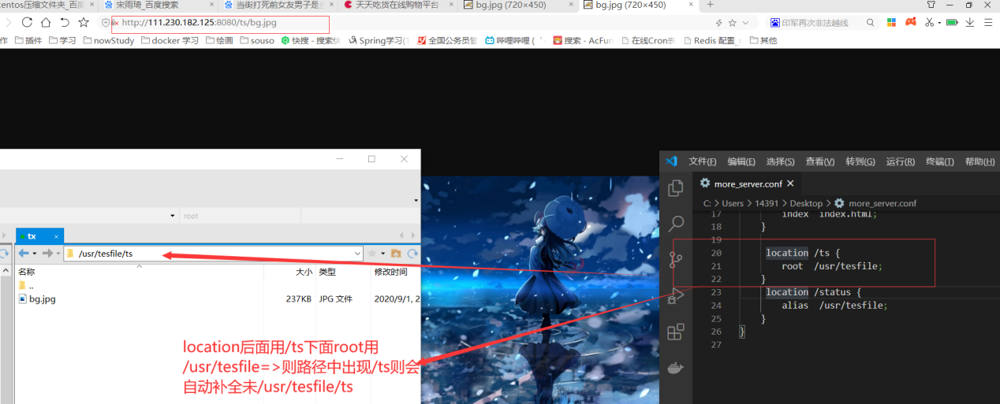 centos压缩文件夹_百度
宋雨琦_百度搜索
当街打死前女友男子是
天天吃货在线购物平台
bg.jpg (720×450)
bg.jpg (720×450)
http://111.230.182.125:8080/ts/bg.jpg
印军再次非法越线
作 插件 学习 nowStudy docker 学习 绘画 souso 快搜 - 搜索快 Spring学习(1 全国公务员管 哔哩哔哩 ( ゜- 搜索 - AcFun 在线Cron表 Redis 配置_r 其他
root
tx
/usr/tesfile/ts
名称 大小 类型 修改时间
..
bg.jpg 237KB JPG 文件 2020/9/1, 2
location后面用/ts下面root用
/usr/tesfile=>则路径中出现/ts则会
自动补全未/usr/tesfile/ts
文件(F) 编辑(E) 选择(S) 查看(V) 转到(G) 运行(R) 终端(T) 帮助(H)
more_server.conf
C: > Users > 14391 > Desktop > more_server.conf
17 index index.html;
18 }
19
20 location /ts {
21 root /usr/tesfile;
22 }
23 location /status {
24 alias /usr/tesfile;
25 }
26 }
27